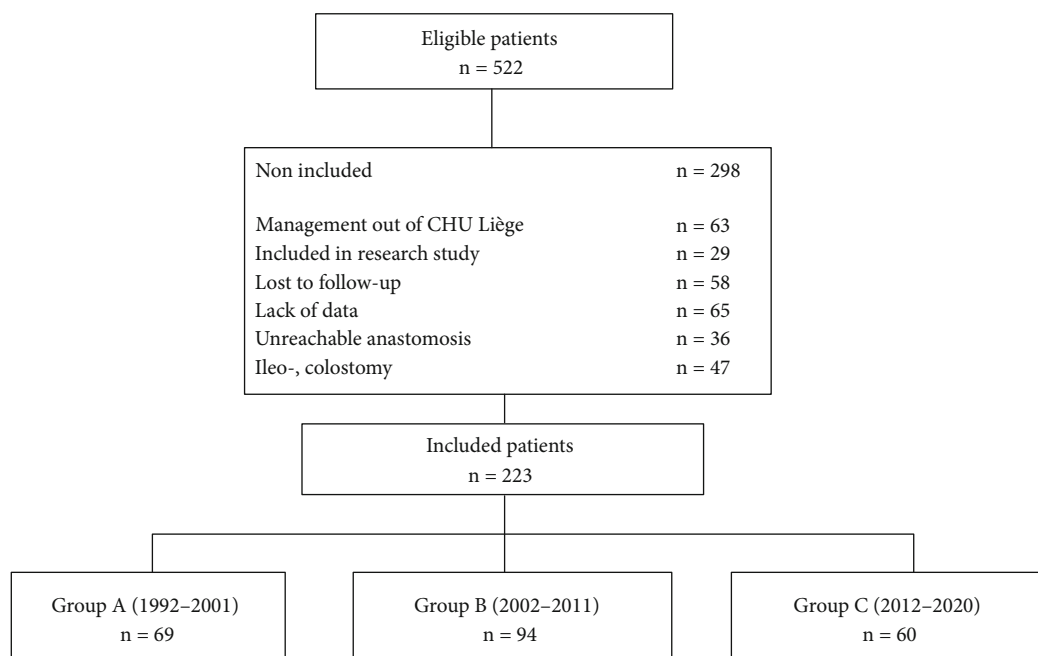 Eligible patients
n = 522
Non included n = 298
Management out of CHU Liège n = 63
Included in research study n = 29
Lost to follow-up n = 58
Lack of data n = 65
Unreachable anastomosis n = 36
Ileo-, colostomy n = 47
Included patients
n = 223
Group A (1992–2001)
n = 69
Group B (2002–2011)
n = 94
Group C (2012–2020)
n = 60